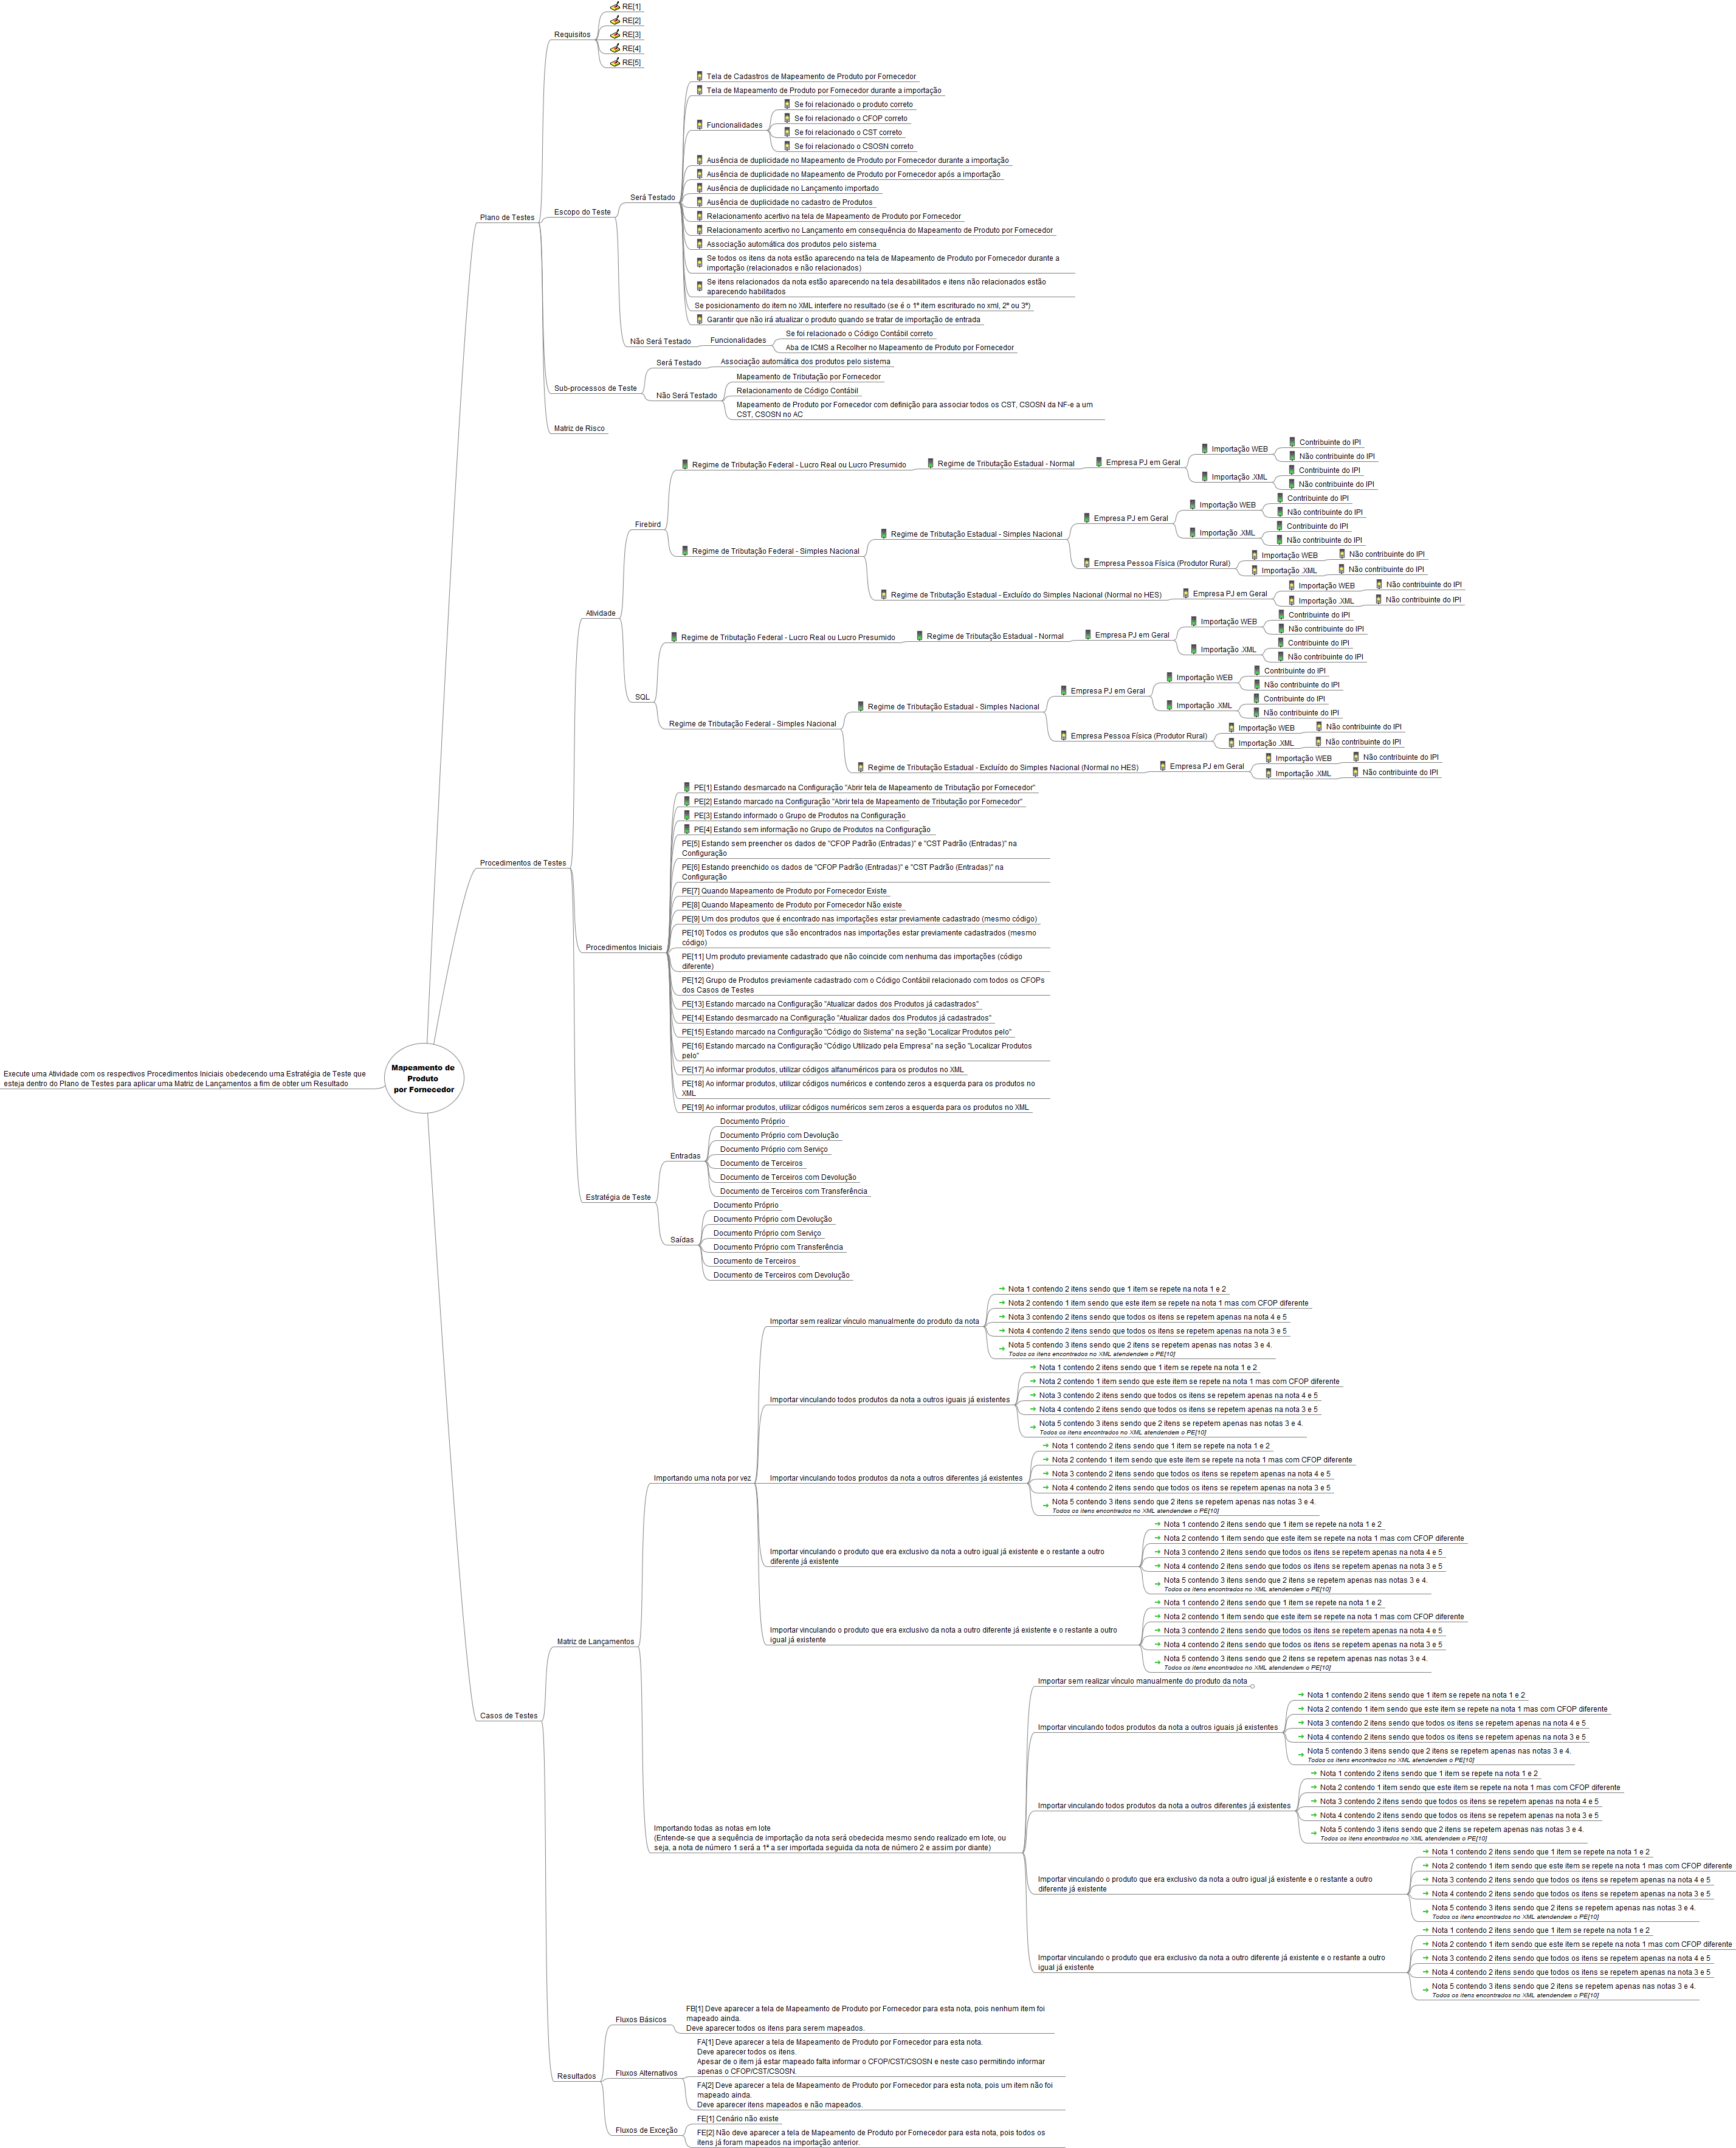 Mapeamento de
Produto
por Fornecedor
Execute uma Atividade com os respectivos Procedimentos Iniciais obedecendo uma Estratégia de Teste que
esteja dentro do Plano de Testes para aplicar uma Matriz de Lançamentos a fim de obter um Resultado
Plano de Testes
Requisitos
RE[1]
RE[2]
RE[3]
RE[4]
RE[5]
Escopo do Teste
Será Testado
Tela de Cadastros de Mapeamento de Produto por Fornecedor
Tela de Mapeamento de Produto por Fornecedor durante a importação
Funcionalidades
Se foi relacionado o produto correto
Se foi relacionado o CFOP correto
Se foi relacionado o CST correto
Se foi relacionado o CSOSN correto
Ausência de duplicidade no Mapeamento de Produto por Fornecedor durante a importação
Ausência de duplicidade no Mapeamento de Produto por Fornecedor após a importação
Ausência de duplicidade no Lançamento importado
Ausência de duplicidade no cadastro de Produtos
Relacionamento acertivo na tela de Mapeamento de Produto por Fornecedor
Relacionamento acertivo no Lançamento em consequência do Mapeamento de Produto por Fornecedor
Associação automática dos produtos pelo sistema
Se todos os itens da nota estão aparecendo na tela de Mapeamento de Produto por Fornecedor durante a
importação (relacionados e não relacionados)
Se itens relacionados da nota estão aparecendo na tela desabilitados e itens não relacionados estão
aparecendo habilitados
Se posicionamento do item no XML interfere no resultado (se é o 1º item escriturado no xml, 2º ou 3º)
Garantir que não irá atualizar o produto quando se tratar de importação de entrada
Não Será Testado
Funcionalidades
Se foi relacionado o Código Contábil correto
Aba de ICMS a Recolher no Mapeamento de Produto por Fornecedor
Sub-processos de Teste
Será Testado
Associação automática dos produtos pelo sistema
Não Será Testado
Mapeamento de Tributação por Fornecedor
Relacionamento de Código Contábil
Mapeamento de Produto por Fornecedor com definição para associar todos os CST, CSOSN da NF-e a um
CST, CSOSN no AC
Matriz de Risco
Procedimentos de Testes
Atividade
Firebird
Regime de Tributação Federal - Lucro Real ou Lucro Presumido
Regime de Tributação Estadual - Normal
Empresa PJ em Geral
Importação WEB
Contribuinte do IPI
Não contribuinte do IPI
Importação .XML
Contribuinte do IPI
Não contribuinte do IPI
Regime de Tributação Federal - Simples Nacional
Regime de Tributação Estadual - Simples Nacional
Empresa PJ em Geral
Importação WEB
Contribuinte do IPI
Não contribuinte do IPI
Importação .XML
Contribuinte do IPI
Não contribuinte do IPI
Empresa Pessoa Física (Produtor Rural)
Importação WEB
Não contribuinte do IPI
Importação .XML
Não contribuinte do IPI
Regime de Tributação Estadual - Excluído do Simples Nacional (Normal no HES)
Empresa PJ em Geral
Importação WEB
Não contribuinte do IPI
Importação .XML
Não contribuinte do IPI
SQL
Regime de Tributação Federal - Lucro Real ou Lucro Presumido
Regime de Tributação Estadual - Normal
Empresa PJ em Geral
Importação WEB
Contribuinte do IPI
Não contribuinte do IPI
Importação .XML
Contribuinte do IPI
Não contribuinte do IPI
Regime de Tributação Federal - Simples Nacional
Regime de Tributação Estadual - Simples Nacional
Empresa PJ em Geral
Importação WEB
Contribuinte do IPI
Não contribuinte do IPI
Importação .XML
Contribuinte do IPI
Não contribuinte do IPI
Empresa Pessoa Física (Produtor Rural)
Importação WEB
Não contribuinte do IPI
Importação .XML
Não contribuinte do IPI
Regime de Tributação Estadual - Excluído do Simples Nacional (Normal no HES)
Empresa PJ em Geral
Importação WEB
Não contribuinte do IPI
Importação .XML
Não contribuinte do IPI
Procedimentos Iniciais
PE[1] Estando desmarcado na Configuração "Abrir tela de Mapeamento de Tributação por Fornecedor"
PE[2] Estando marcado na Configuração "Abrir tela de Mapeamento de Tributação por Fornecedor"
PE[3] Estando informado o Grupo de Produtos na Configuração
PE[4] Estando sem informação no Grupo de Produtos na Configuração
PE[5] Estando sem preencher os dados de "CFOP Padrão (Entradas)" e "CST Padrão (Entradas)" na
Configuração
PE[6] Estando preenchido os dados de "CFOP Padrão (Entradas)" e "CST Padrão (Entradas)" na
Configuração
PE[7] Quando Mapeamento de Produto por Fornecedor Existe
PE[8] Quando Mapeamento de Produto por Fornecedor Não existe
PE[9] Um dos produtos que é encontrado nas importações estar previamente cadastrado (mesmo código)
PE[10] Todos os produtos que são encontrados nas importações estar previamente cadastrados (mesmo
código)
PE[11] Um produto previamente cadastrado que não coincide com nenhuma das importações (código
diferente)
PE[12] Grupo de Produtos previamente cadastrado com o Código Contábil relacionado com todos os CFOPs
dos Casos de Testes
PE[13] Estando marcado na Configuração "Atualizar dados dos Produtos já cadastrados"
PE[14] Estando desmarcado na Configuração "Atualizar dados dos Produtos já cadastrados"
PE[15] Estando marcado na Configuração "Código do Sistema" na seção "Localizar Produtos pelo"
PE[16] Estando marcado na Configuração "Código Utilizado pela Empresa" na seção "Localizar Produtos
pelo"
PE[17] Ao informar produtos, utilizar códigos alfanuméricos para os produtos no XML
PE[18] Ao informar produtos, utilizar códigos numéricos e contendo zeros a esquerda para os produtos no
XML
PE[19] Ao informar produtos, utilizar códigos numéricos sem zeros a esquerda para os produtos no XML
Estratégia de Teste
Entradas
Documento Próprio
Documento Próprio com Devolução
Documento Próprio com Serviço
Documento de Terceiros
Documento de Terceiros com Devolução
Documento de Terceiros com Transferência
Saídas
Documento Próprio
Documento Próprio com Devolução
Documento Próprio com Serviço
Documento Próprio com Transferência
Documento de Terceiros
Documento de Terceiros com Devolução
Casos de Testes
Matriz de Lançamentos
Importando uma nota por vez
Importar sem realizar vínculo manualmente do produto da nota
Nota 1 contendo 2 itens sendo que 1 item se repete na nota 1 e 2
Nota 2 contendo 1 item sendo que este item se repete na nota 1 mas com CFOP diferente
Nota 3 contendo 2 itens sendo que todos os itens se repetem apenas na nota 4 e 5
Nota 4 contendo 2 itens sendo que todos os itens se repetem apenas na nota 3 e 5
Nota 5 contendo 3 itens sendo que 2 itens se repetem apenas nas notas 3 e 4.
Todos os itens encontrados no XML atendendem o PE[10]
Importar vinculando todos produtos da nota a outros iguais já existentes
Nota 1 contendo 2 itens sendo que 1 item se repete na nota 1 e 2
Nota 2 contendo 1 item sendo que este item se repete na nota 1 mas com CFOP diferente
Nota 3 contendo 2 itens sendo que todos os itens se repetem apenas na nota 4 e 5
Nota 4 contendo 2 itens sendo que todos os itens se repetem apenas na nota 3 e 5
Nota 5 contendo 3 itens sendo que 2 itens se repetem apenas nas notas 3 e 4.
Todos os itens encontrados no XML atendendem o PE[10]
Importar vinculando todos produtos da nota a outros diferentes já existentes
Nota 1 contendo 2 itens sendo que 1 item se repete na nota 1 e 2
Nota 2 contendo 1 item sendo que este item se repete na nota 1 mas com CFOP diferente
Nota 3 contendo 2 itens sendo que todos os itens se repetem apenas na nota 4 e 5
Nota 4 contendo 2 itens sendo que todos os itens se repetem apenas na nota 3 e 5
Nota 5 contendo 3 itens sendo que 2 itens se repetem apenas nas notas 3 e 4.
Todos os itens encontrados no XML atendendem o PE[10]
Importar vinculando o produto que era exclusivo da nota a outro igual já existente e o restante a outro
diferente já existente
Nota 1 contendo 2 itens sendo que 1 item se repete na nota 1 e 2
Nota 2 contendo 1 item sendo que este item se repete na nota 1 mas com CFOP diferente
Nota 3 contendo 2 itens sendo que todos os itens se repetem apenas na nota 4 e 5
Nota 4 contendo 2 itens sendo que todos os itens se repetem apenas na nota 3 e 5
Nota 5 contendo 3 itens sendo que 2 itens se repetem apenas nas notas 3 e 4.
Todos os itens encontrados no XML atendendem o PE[10]
Importar vinculando o produto que era exclusivo da nota a outro diferente já existente e o restante a outro
igual já existente
Nota 1 contendo 2 itens sendo que 1 item se repete na nota 1 e 2
Nota 2 contendo 1 item sendo que este item se repete na nota 1 mas com CFOP diferente
Nota 3 contendo 2 itens sendo que todos os itens se repetem apenas na nota 4 e 5
Nota 4 contendo 2 itens sendo que todos os itens se repetem apenas na nota 3 e 5
Nota 5 contendo 3 itens sendo que 2 itens se repetem apenas nas notas 3 e 4.
Todos os itens encontrados no XML atendendem o PE[10]
Importando todas as notas em lote
(Entende-se que a sequência de importação da nota será obedecida mesmo sendo realizado em lote, ou
seja, a nota de número 1 será a 1ª a ser importada seguida da nota de número 2 e assim por diante)
Importar sem realizar vínculo manualmente do produto da nota
Importar vinculando todos produtos da nota a outros iguais já existentes
Nota 1 contendo 2 itens sendo que 1 item se repete na nota 1 e 2
Nota 2 contendo 1 item sendo que este item se repete na nota 1 mas com CFOP diferente
Nota 3 contendo 2 itens sendo que todos os itens se repetem apenas na nota 4 e 5
Nota 4 contendo 2 itens sendo que todos os itens se repetem apenas na nota 3 e 5
Nota 5 contendo 3 itens sendo que 2 itens se repetem apenas nas notas 3 e 4.
Todos os itens encontrados no XML atendendem o PE[10]
Importar vinculando todos produtos da nota a outros diferentes já existentes
Nota 1 contendo 2 itens sendo que 1 item se repete na nota 1 e 2
Nota 2 contendo 1 item sendo que este item se repete na nota 1 mas com CFOP diferente
Nota 3 contendo 2 itens sendo que todos os itens se repetem apenas na nota 4 e 5
Nota 4 contendo 2 itens sendo que todos os itens se repetem apenas na nota 3 e 5
Nota 5 contendo 3 itens sendo que 2 itens se repetem apenas nas notas 3 e 4.
Todos os itens encontrados no XML atendendem o PE[10]
Importar vinculando o produto que era exclusivo da nota a outro igual já existente e o restante a outro
diferente já existente
Nota 1 contendo 2 itens sendo que 1 item se repete na nota 1 e 2
Nota 2 contendo 1 item sendo que este item se repete na nota 1 mas com CFOP diferente
Nota 3 contendo 2 itens sendo que todos os itens se repetem apenas na nota 4 e 5
Nota 4 contendo 2 itens sendo que todos os itens se repetem apenas na nota 3 e 5
Nota 5 contendo 3 itens sendo que 2 itens se repetem apenas nas notas 3 e 4.
Todos os itens encontrados no XML atendendem o PE[10]
Importar vinculando o produto que era exclusivo da nota a outro diferente já existente e o restante a outro
igual já existente
Nota 1 contendo 2 itens sendo que 1 item se repete na nota 1 e 2
Nota 2 contendo 1 item sendo que este item se repete na nota 1 mas com CFOP diferente
Nota 3 contendo 2 itens sendo que todos os itens se repetem apenas na nota 4 e 5
Nota 4 contendo 2 itens sendo que todos os itens se repetem apenas na nota 3 e 5
Nota 5 contendo 3 itens sendo que 2 itens se repetem apenas nas notas 3 e 4.
Todos os itens encontrados no XML atendendem o PE[10]
Resultados
Fluxos Básicos
FB[1] Deve aparecer a tela de Mapeamento de Produto por Fornecedor para esta nota, pois nenhum item foi
mapeado ainda.
Deve aparecer todos os itens para serem mapeados.
Fluxos Alternativos
FA[1] Deve aparecer a tela de Mapeamento de Produto por Fornecedor para esta nota.
Deve aparecer todos os itens.
Apesar de o item já estar mapeado falta informar o CFOP/CST/CSOSN e neste caso permitindo informar
apenas o CFOP/CST/CSOSN.
FA[2] Deve aparecer a tela de Mapeamento de Produto por Fornecedor para esta nota, pois um item não foi
mapeado ainda.
Deve aparecer itens mapeados e não mapeados.
Fluxos de Exceção
FE[1] Cenário não existe
FE[2] Não deve aparecer a tela de Mapeamento de Produto por Fornecedor para esta nota, pois todos os
itens já foram mapeados na importação anterior.